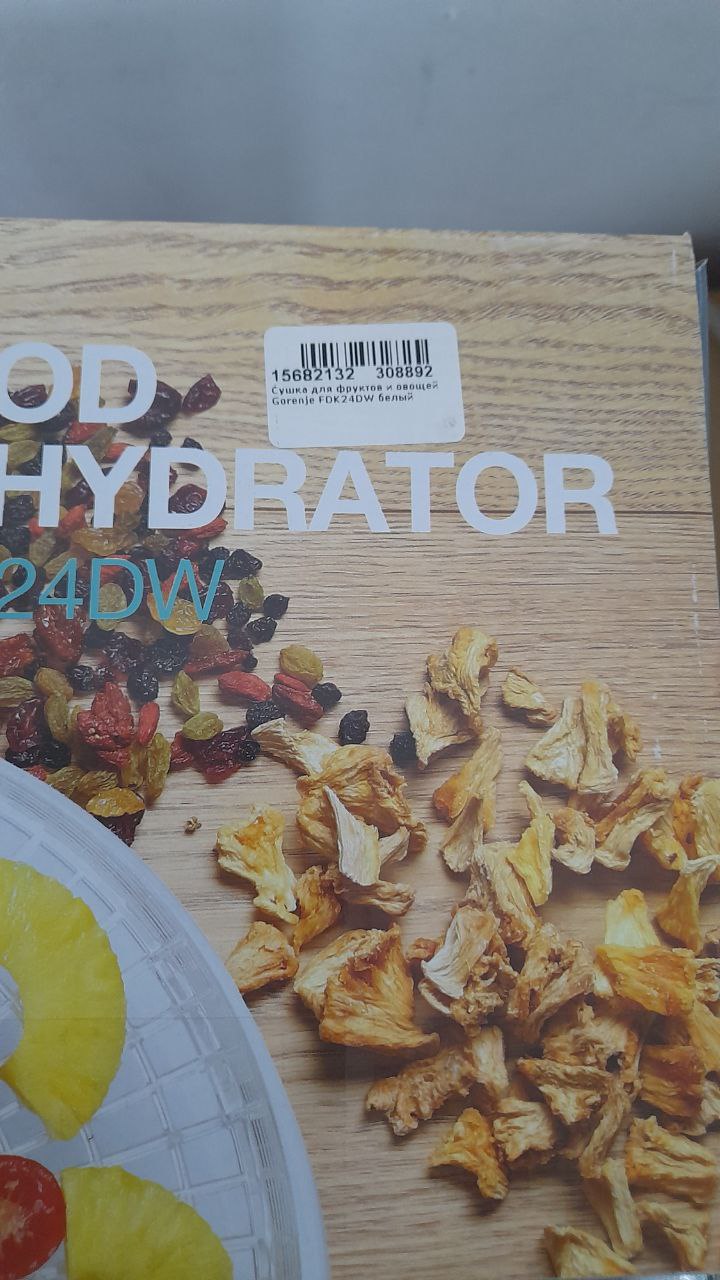 OD
15682132 308892
Сушка для фруктов и овощей
Gorenje FDK24DW белый
HYDRATOR
24DW